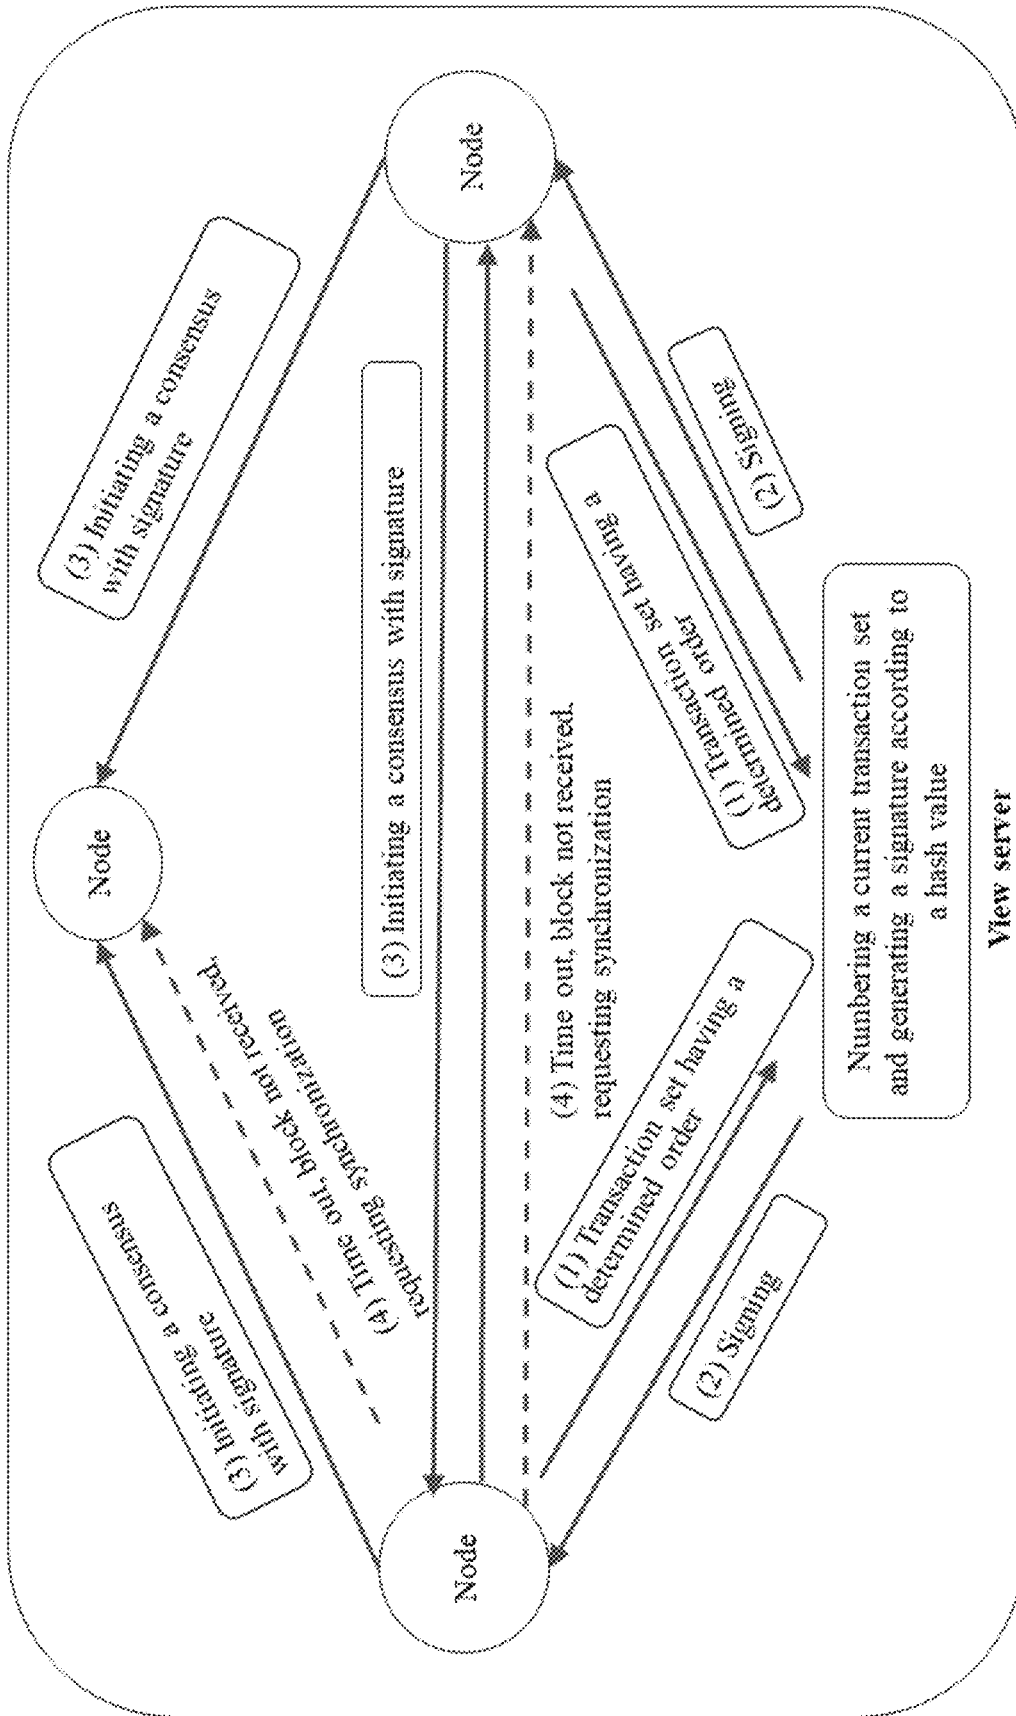 Node
(3) Initiating a consensus
with signature
(3) Initiating a consensus
with signature
(4) Time out, block not received,
requesting synchronization
Node
(3) Initiating a consensus with signature
Node
(4) Time out, block not received.
requesting synchronization
(1) Transaction set having a
determined order
(1) Transaction set having a
determined order
(2) Signing
(2) Signing
Numbering a current transaction set
and generating a signature according to
a hash value
View server